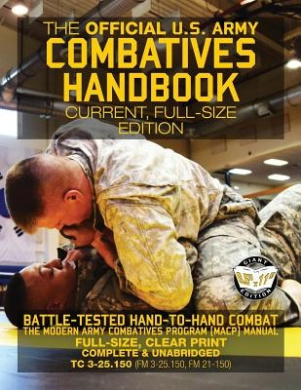 THE OFFICIAL U.S. ARMY
COMBATIVES
HANDBOOK
CURRENT, FULL-SIZE
EDITION
GIANT
EDITION
BATTLE-TESTED HAND-TO-HAND COMBAT
THE MODERN ARMY COMBATIVES PROGRAM (MACP) MANUAL
FULL-SIZE, CLEAR PRINT
COMPLETE & UNABRIDGED
TC 3-25.150 (FM 3-25.150, FM 21-150)